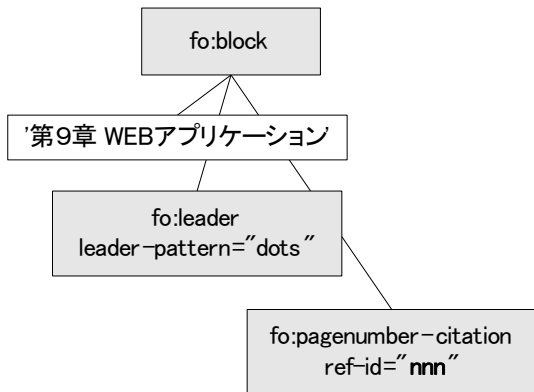 fo:block
'第9章 WEBアプリケーション'
fo:leader
leader-pattern="dots"
fo:pagenumber-citation
ref-id="nnn"